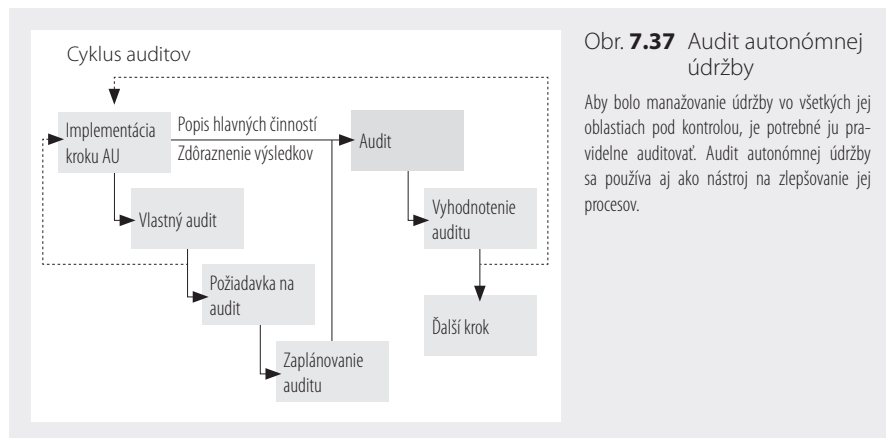 Cyklus auditov
Implementácia
kroku AU
Popis hlavných činností
Zdôraznenie výsledkov
Audit
Vlastný audit
Vyhodnotenie
auditu
Požiadavka na
audit
Ďalší krok
Zaplánovanie
auditu
Obr. 7.37 Audit autonómnej
údržby
Aby bolo manažovanie údržby vo všetkých jej
oblastiach pod kontrolou, je potrebné ju pra-
videlne auditovať. Audit autonómnej údržby
sa používa aj ako nástroj na zlepšovanie jej
procesov.